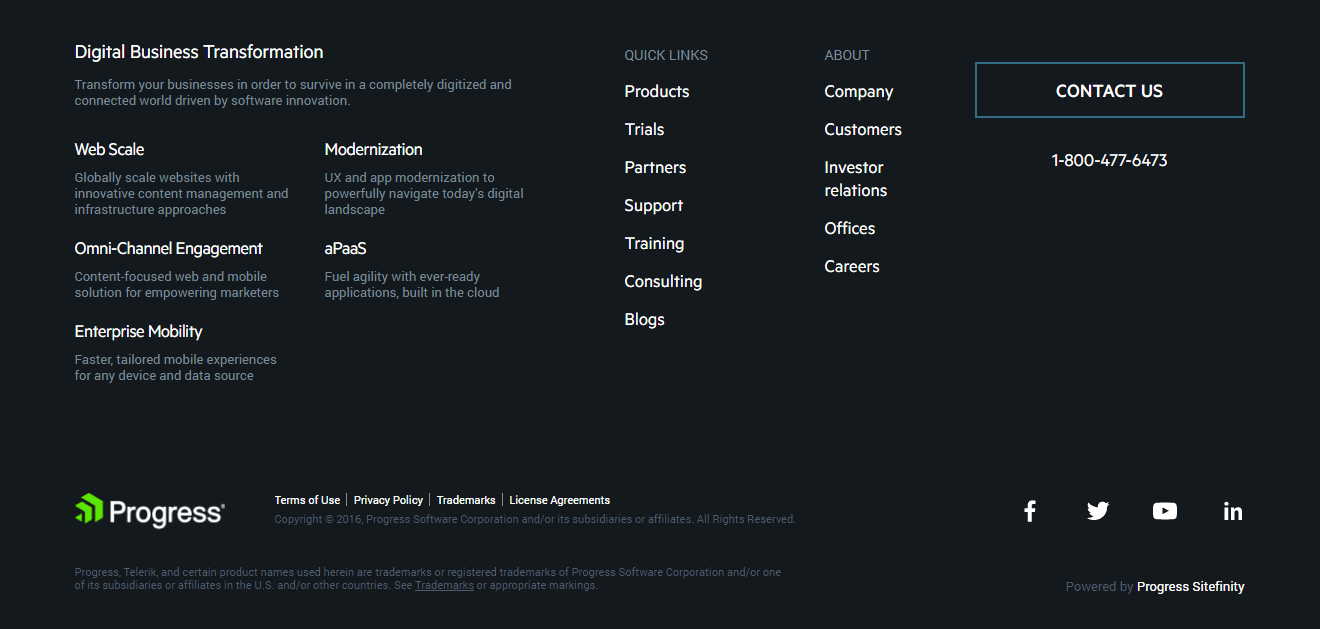 Digital Business Transformation
Transform your businesses in order to survive in a completely digitized and
connected world driven by software innovation.
Web Scale
Globally scale websites with
innovative content management and
infrastructure approaches
Modernization
UX and app modernization to
powerfully navigate today's digital
landscape
Omni-Channel Engagement
Content-focused web and mobile
solution for empowering marketers
aPaaS
Fuel agility with ever-ready
applications, built in the cloud
Enterprise Mobility
Faster, tailored mobile experiences
for any device and data source
QUICK LINKS
Products
Trials
Partners
Support
Training
Consulting
Blogs
ABOUT
Company
Customers
Investor
relations
Offices
Careers
CONTACT US
1-800-477-6473
Progress
Terms of Use | Privacy Policy | Trademarks | License Agreements
Copyright © 2016, Progress Software Corporation and/or its subsidiaries or affiliates. All Rights Reserved.
Progress, Telerik, and certain product names used herein are trademarks or registered trademarks of Progress Software Corporation and/or one
of its subsidiaries or affiliates in the U.S. and/or other countries. See Trademarks or appropriate markings.
Powered by Progress Sitefinity